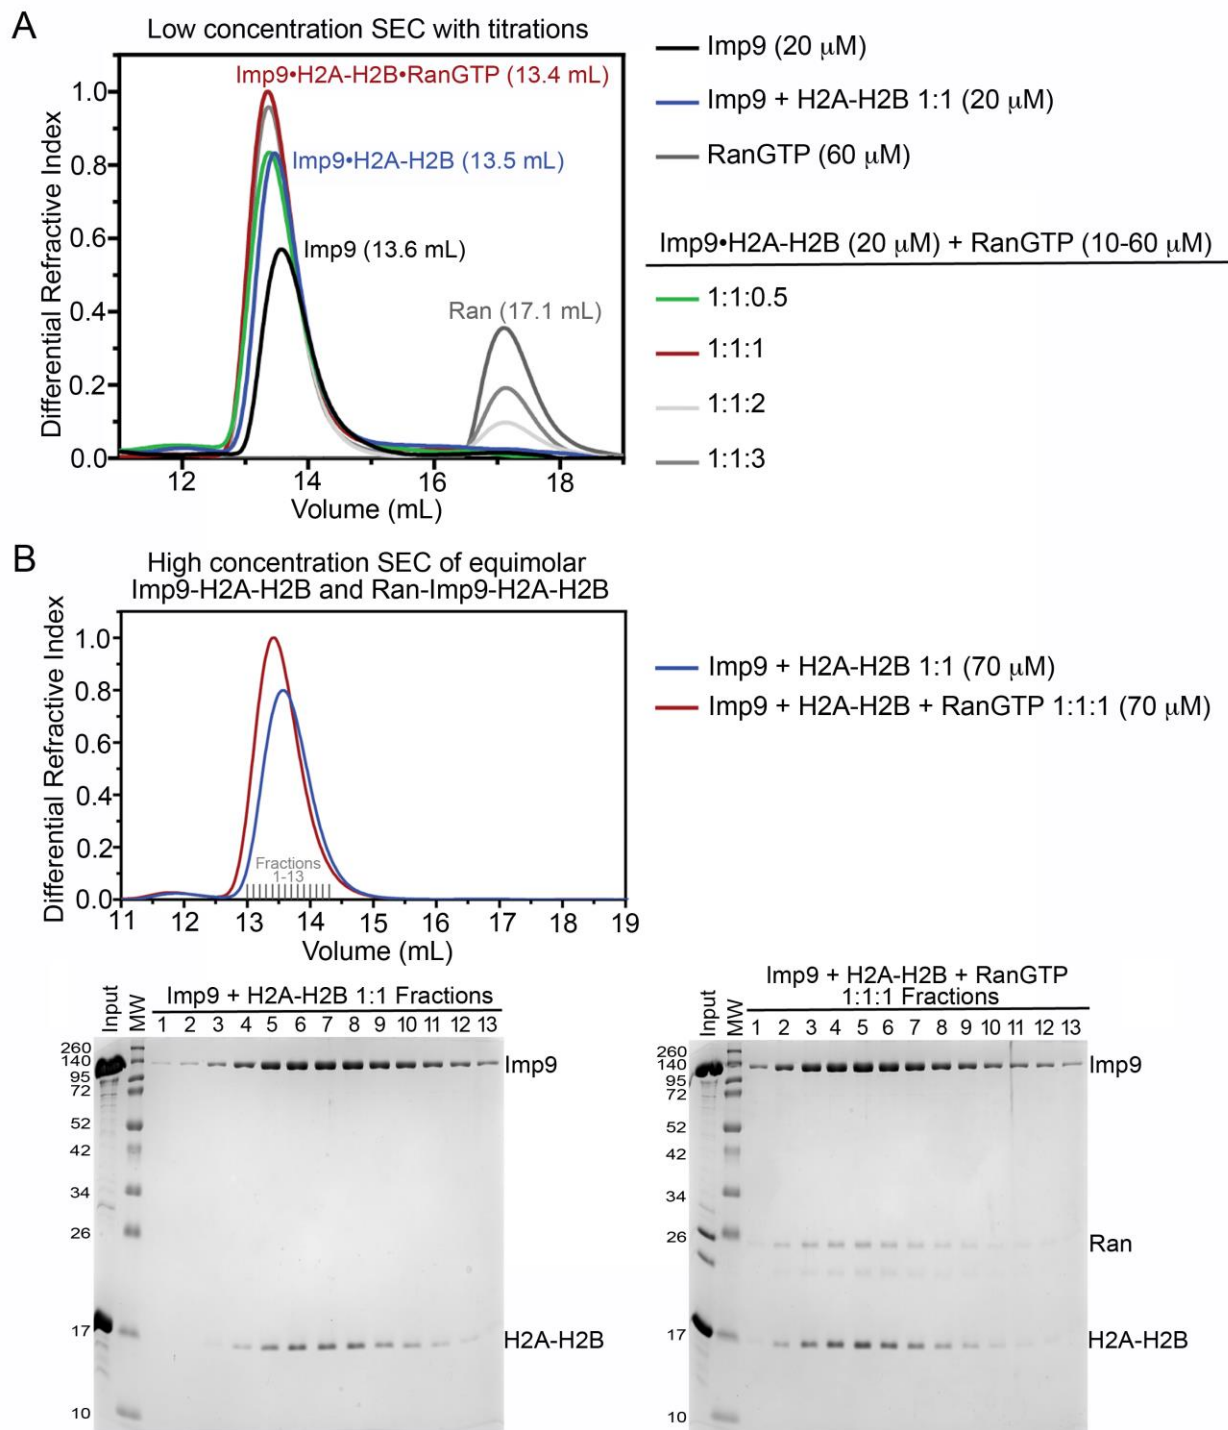 A
Low concentration SEC with titrations
Differential Refractive Index
1.0
0.8
0.6
0.4
0.2
0.0
12
14
16
18
Volume (mL)
Imp9•H2A-H2B•RanGTP (13.4 mL)
Imp9•H2A-H2B (13.5 mL)
Imp9 (13.6 mL)
Ran (17.1 mL)
Imp9 (20 μM)
Imp9 + H2A-H2B 1:1 (20 μM)
RanGTP (60 μM)
Imp9•H2A-H2B (20 μM) + RanGTP (10-60 μM)
1:1:0.5
1:1:1
1:1:2
1:1:3
B
High concentration SEC of equimolar
Imp9-H2A-H2B and Ran-Imp9-H2A-H2B
Differential Refractive Index
1.0
0.8
0.6
0.4
0.2
0.0
11
12
13
14
15
16
17
18
19
Volume (mL)
Fractions
1-13
Imp9 + H2A-H2B 1:1 (70 μM)
Imp9 + H2A-H2B + RanGTP 1:1:1 (70 μM)
Input
MW
Imp9 + H2A-H2B 1:1 Fractions
1 2 3 4 5 6 7 8 9 10 11 12 13
260
140
95
72
52
42
34
26
17
10
Imp9
H2A-H2B
Input
MW
Imp9 + H2A-H2B + RanGTP
1:1:1 Fractions
1 2 3 4 5 6 7 8 9 10 11 12 13
260
140
95
72
52
42
34
26
17
10
Imp9
Ran
H2A-H2B